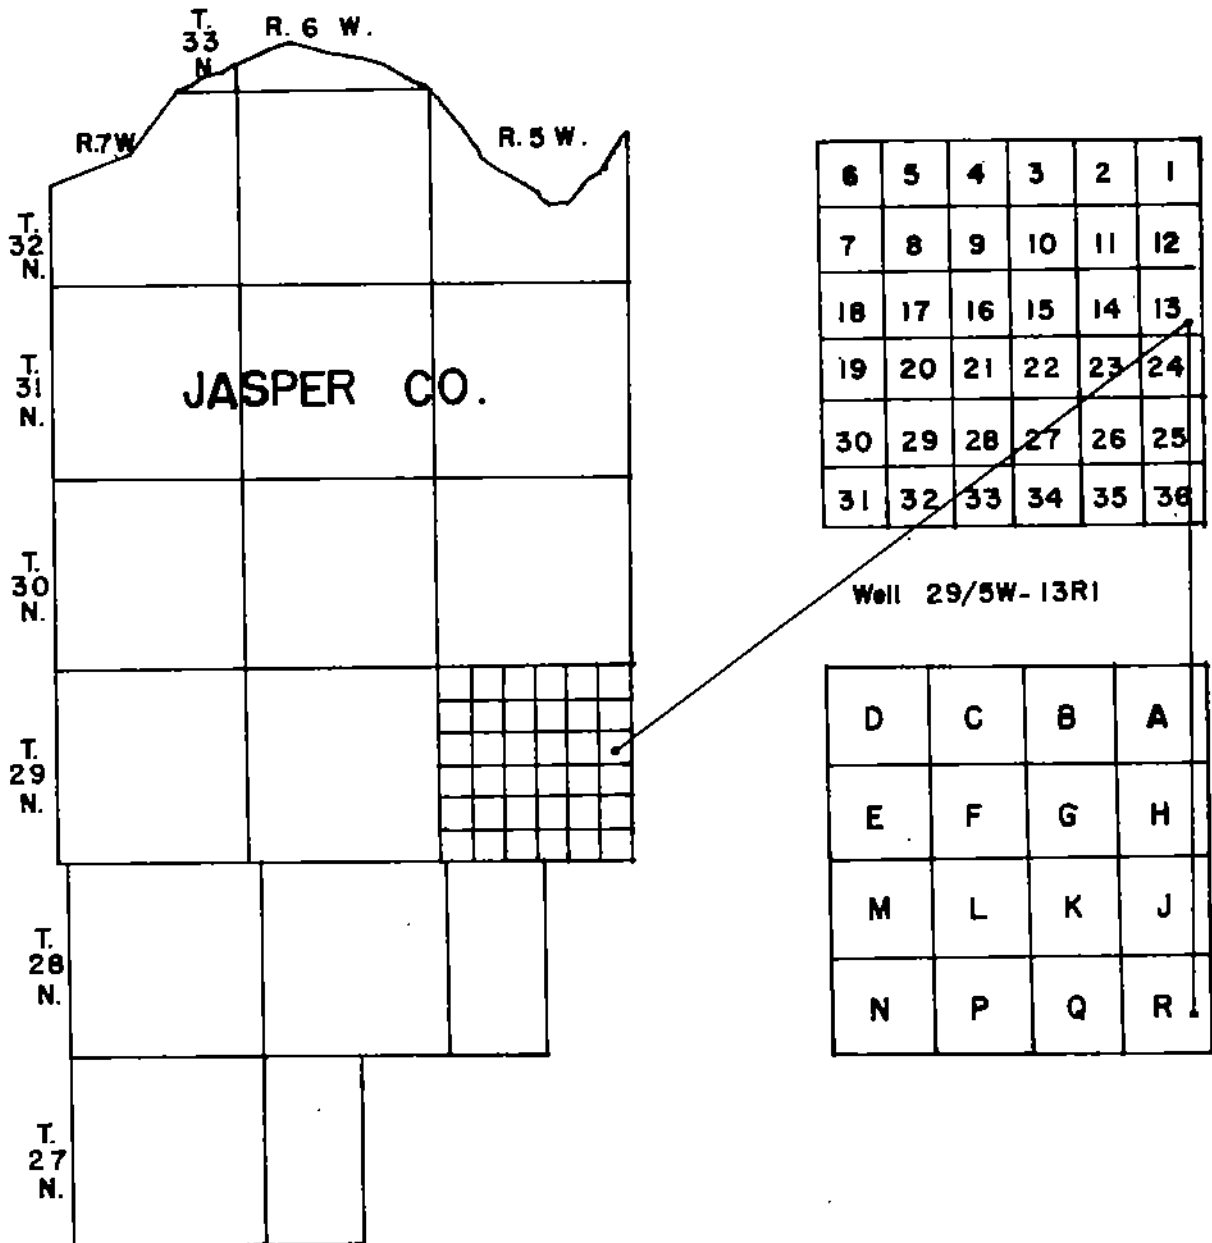 T.
33
N.
R. 6 W.
R.7W
R. 5 W.
T.
32
N.
T.
31
N.
JASPER CO.
T.
30
N.
T.
29
N.
T.
28
N.
T.
27
N.
6 5 4 3 2 1
7 8 9 10 11 12
18 17 16 15 14 13
19 20 21 22 23 24
30 29 28 27 26 25
31 32 33 34 35 36
Well 29/5W-13R1
D C B A
E F G H
M L K J
N P Q R